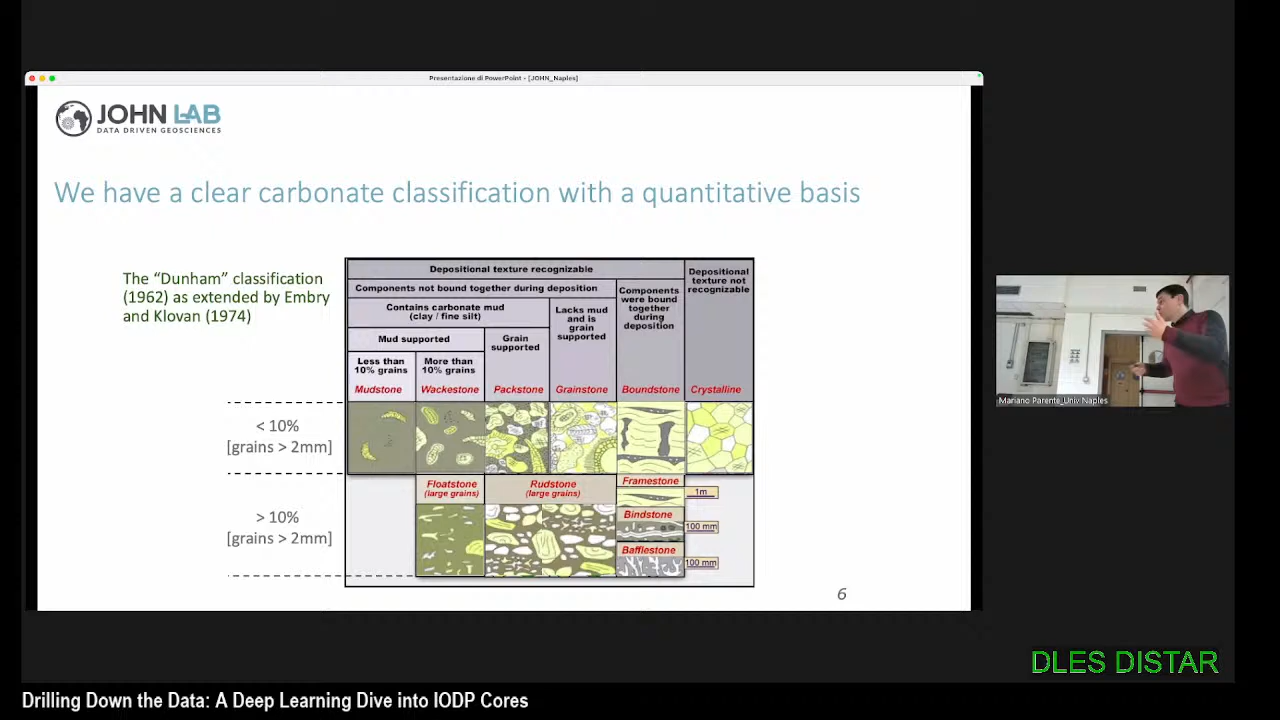 Presentazione di PowerPoint - [JOHN_Naples]
JOHN LAB
DATA DRIVEN GEOSCIENCES
We have a clear carbonate classification with a quantitative basis
The “Dunham” classification
(1962) as extended by Embry
and Klovan (1974)
Depositional texture recognizable
Depositional
texture not
recognizable
Components not bound together during deposition
Components
were bound
together
during
deposition
Contains carbonate mud
(clay / fine silt)
Lacks mud
and is
grain
supported
Mud supported
Grain
supported
Less than
10% grains
More than
10% grains
Mudstone
Wackestone
Packstone
Grainstone
Boundstone
Crystalline
< 10%
[grains > 2mm]
Floatstone
(large grains)
Rudstone
(large grains)
Framestone
1m
> 10%
[grains > 2mm]
Bindstone
100 mm
Bafflestone
100 mm
6
Mariano Parente_Univ Naples
DLES DISTAR
Drilling Down the Data: A Deep Learning Dive into IODP Cores